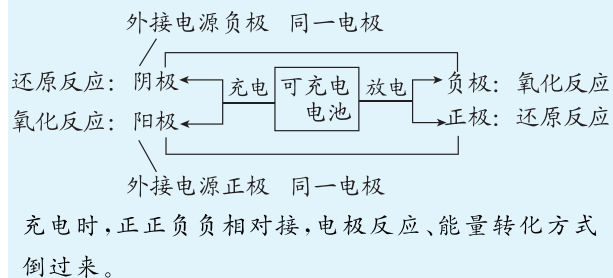 外接电源负极 同一电极
还原反应：阴极 充电 可充电电池 放电 负极：氧化反应
氧化反应：阳极 正极：还原反应
外接电源正极 同一电极
充电时，正正负负相对接，电极反应、能量转化方式
倒过来。